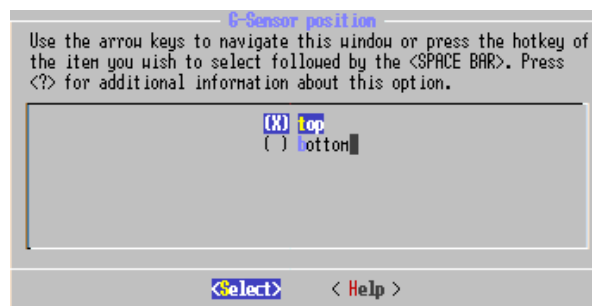 G-Sensor position
Use the arrow keys to navigate this window or press the hotkey of
the item you wish to select followed by the <SPACE BAR>. Press
<?> for additional information about this option.
(X) top
( ) bottom
<Select> < Help >